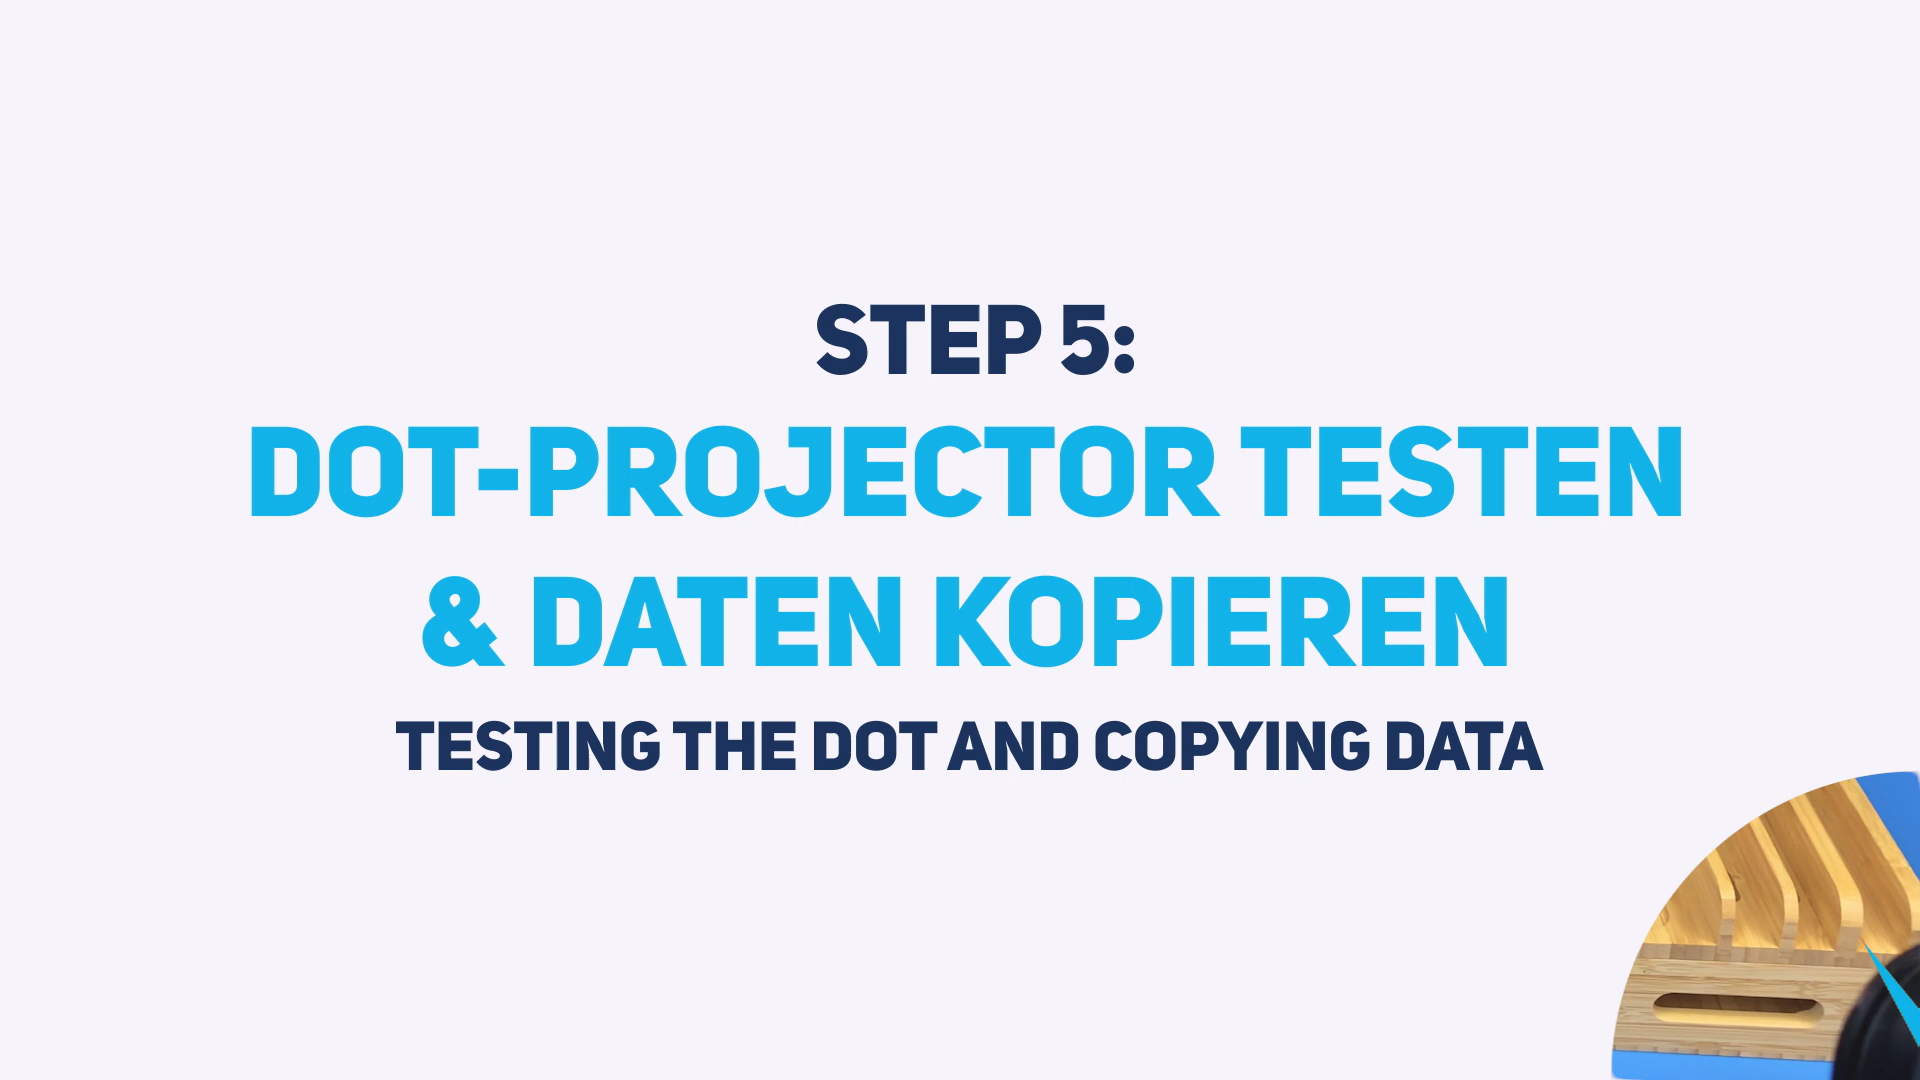 STEP 5:
DOT-PROJECTOR TESTEN
& DATEN KOPIEREN
TESTING THE DOT AND COPYING DATA